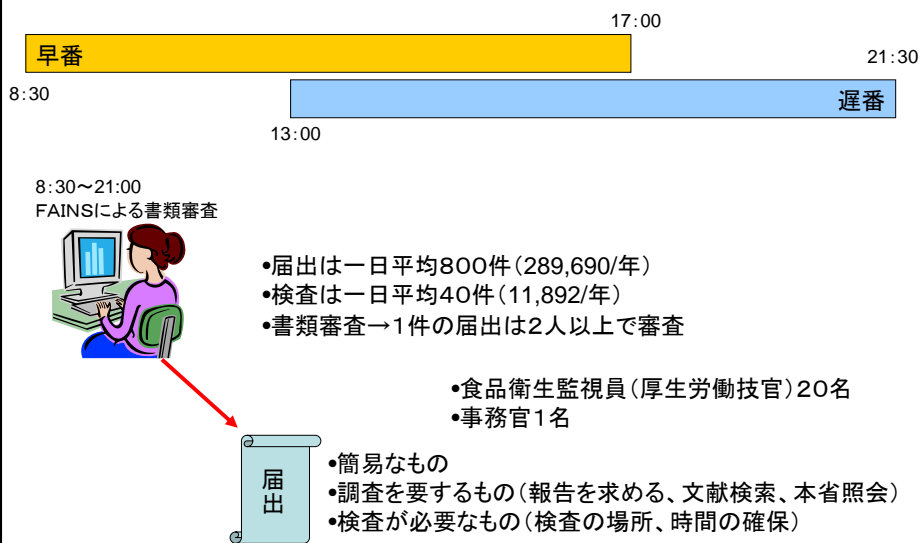 17:00
早番
21:30
8:30
遅番
13:00
8:30～21:00
FAINSによる書類審査
•届出は一日平均800件(289,690/年)
•検査は一日平均40件(11,892/年)
•書類審査→1件の届出は2人以上で審査
•食品衛生監視員(厚生労働技官)20名
•事務官1名
届出
•簡易なもの
•調査を要するもの(報告を求める、文献検索、本省照会)
•検査が必要なもの(検査の場所、時間の確保)